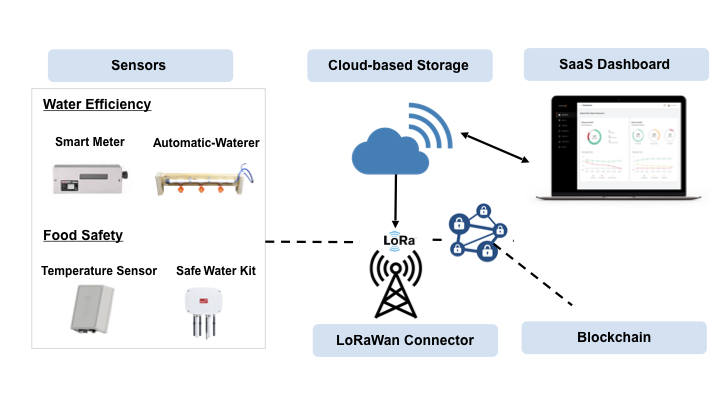 Sensors
Cloud-based Storage
SaaS Dashboard
Water Efficiency
Smart Meter
Automatic-Waterer
Food Safety
LoRa
Temperature Sensor
Safe Water Kit
LoRaWan Connector
Blockchain